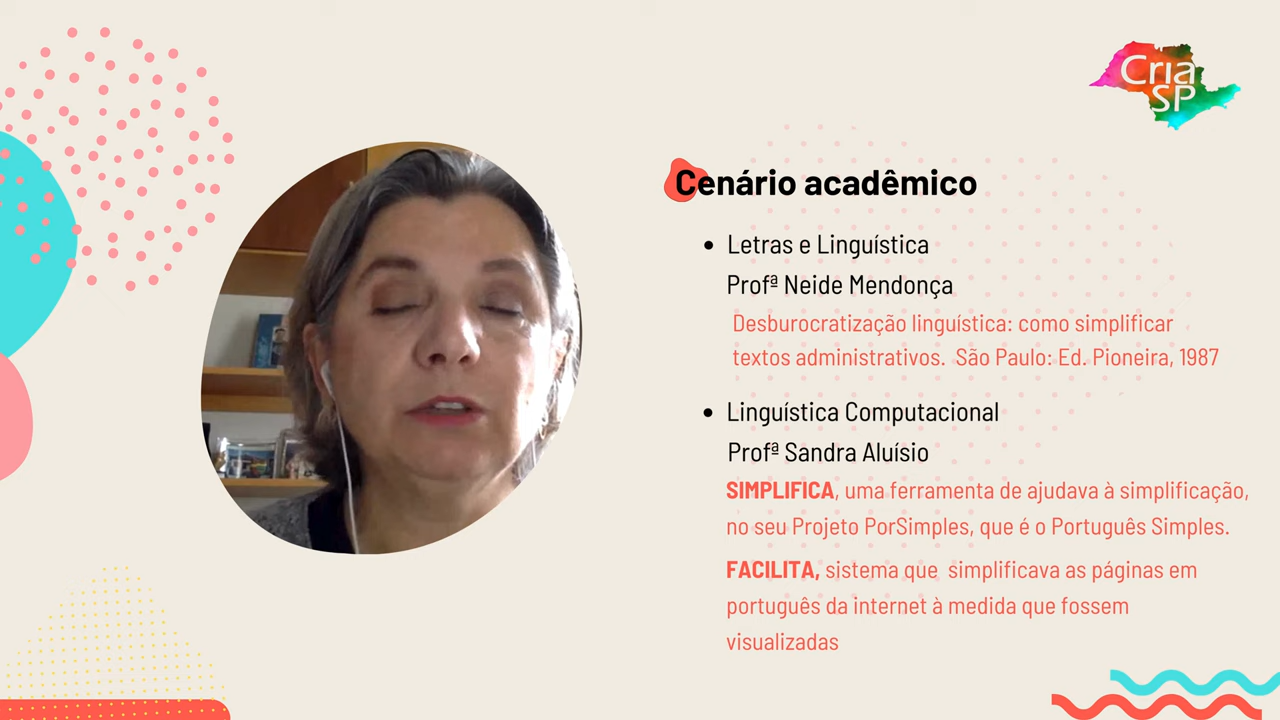 Cria
SP
Cenário acadêmico
• Letras e Linguística
Profª Neide Mendonça
Desburocratização linguística: como simplificar
textos administrativos. São Paulo: Ed. Pioneira, 1987
• Linguística Computacional
Profª Sandra Aluísio
SIMPLIFICA, uma ferramenta de ajudava à simplificação,
no seu Projeto PorSimples, que é o Português Simples.
FACILITA, sistema que simplificava as páginas em
português da internet à medida que fossem
visualizadas